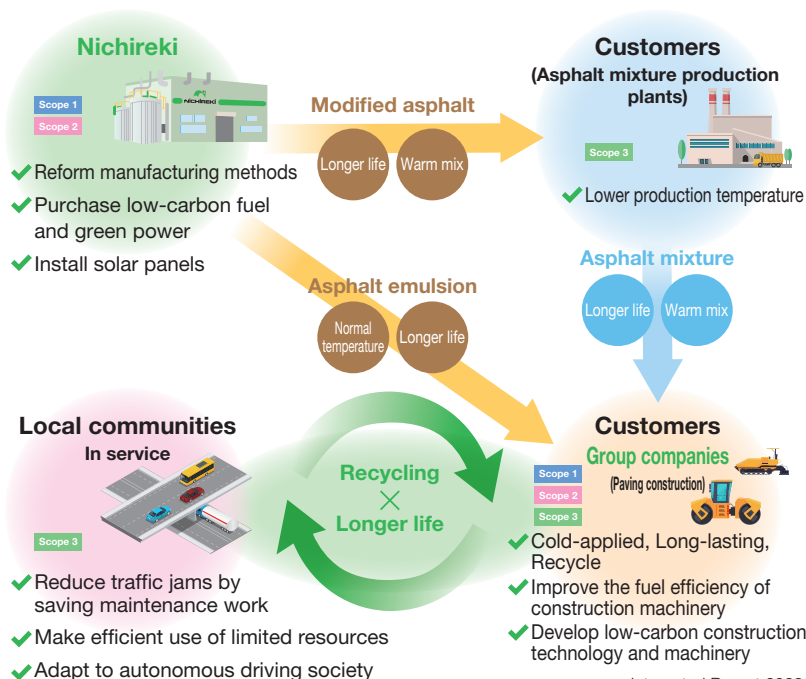 Nichireki
NICHIREKI
Scope 1
Scope 2
Reform manufacturing methods
Purchase low-carbon fuel
and green power
Install solar panels
Modified asphalt
Longer life
Warm mix
Customers
(Asphalt mixture production
plants)
Scope 3
Lower production temperature
Asphalt emulsion
Normal
temperature
Longer life
Asphalt mixture
Longer life
Warm mix
Local communities
In service
Scope 3
Reduce traffic jams by
saving maintenance work
Make efficient use of limited resources
Adapt to autonomous driving society
Recycling
×
Longer life
Customers
Group companies
(Paving construction)
Scope 1
Scope 2
Scope 3
Cold-applied, Long-lasting,
Recycle
Improve the fuel efficiency of
construction machinery
Develop low-carbon construction
technology and machinery